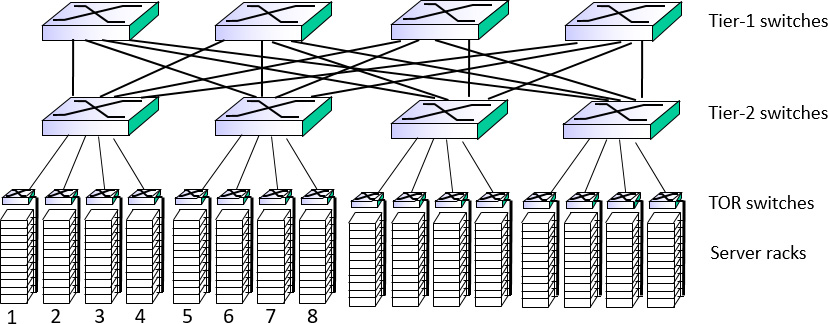 Tier-1 switches
Tier-2 switches
TOR switches
Server racks
1 2 3 4 5 6 7 8